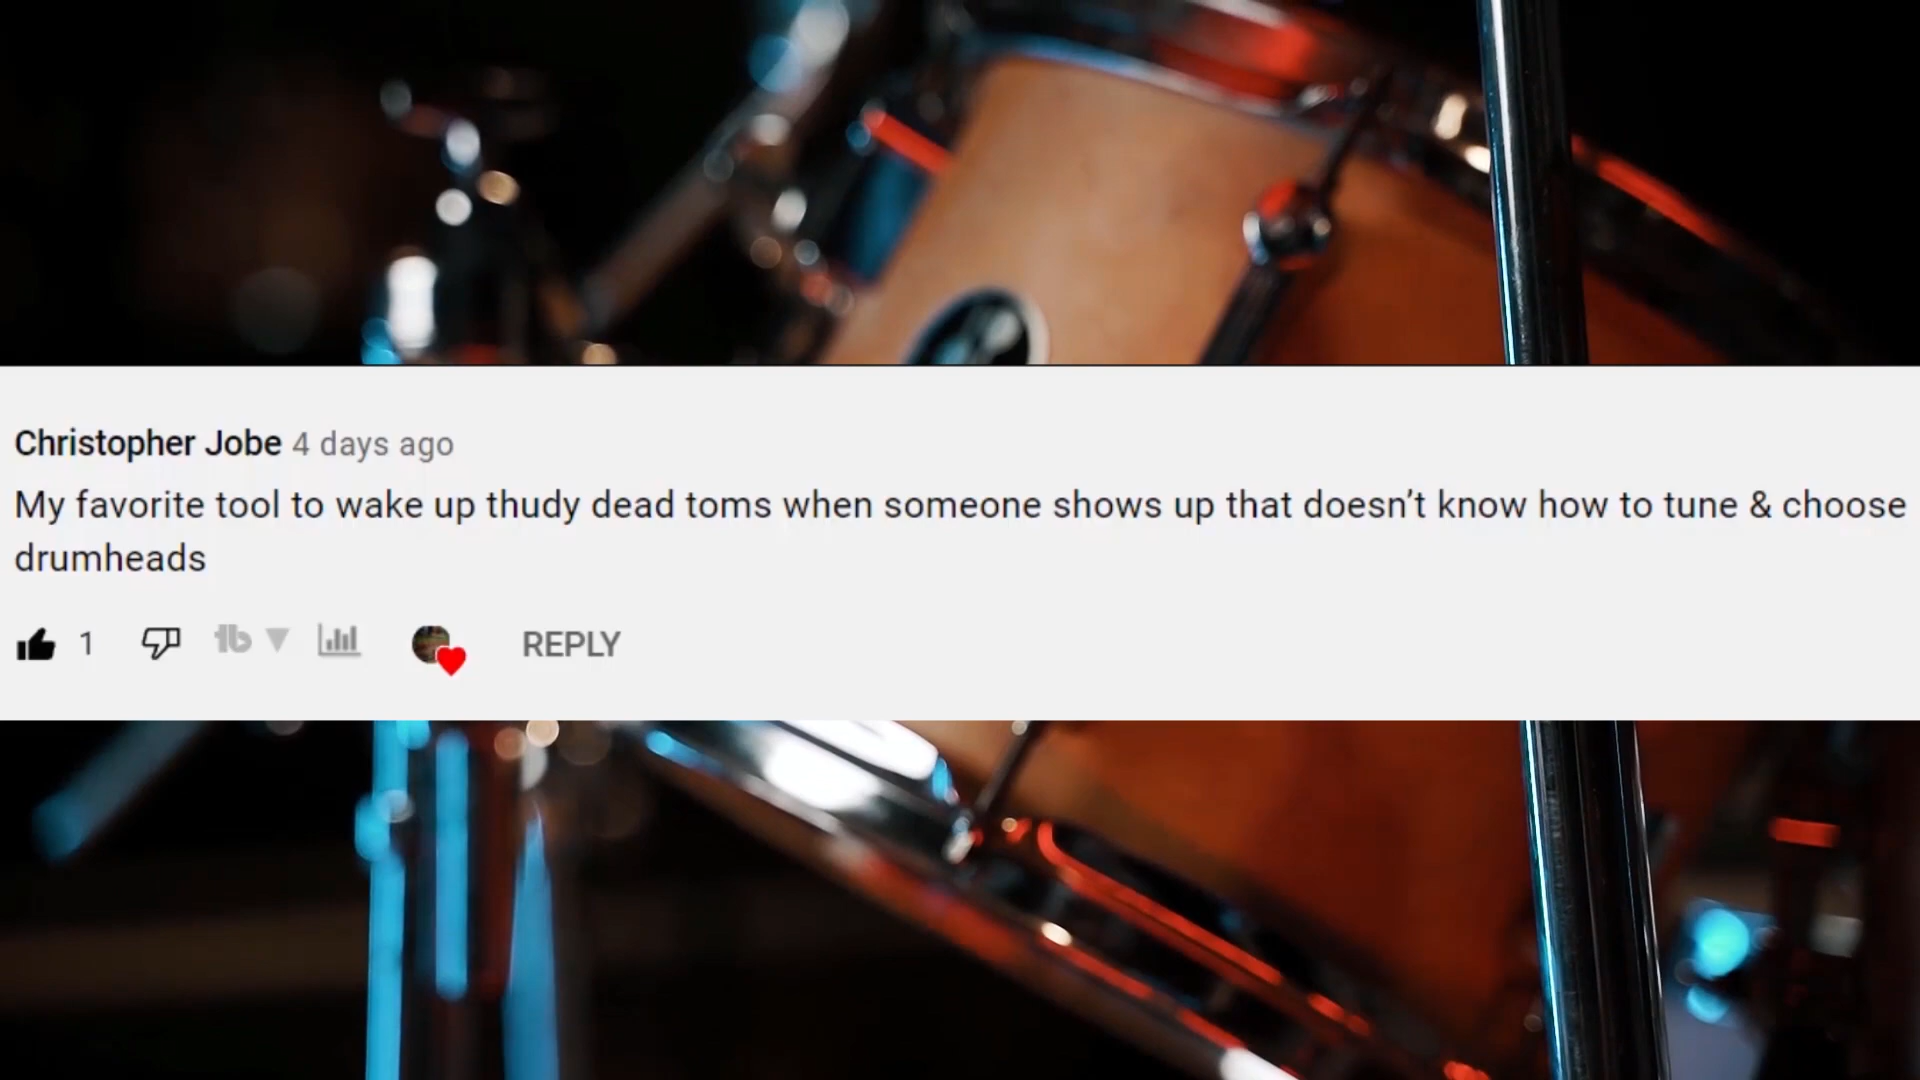 Christopher Jobe 4 days ago
My favorite tool to wake up thudy dead toms when someone shows up that doesn’t know how to tune & choose
drumheads
1
REPLY